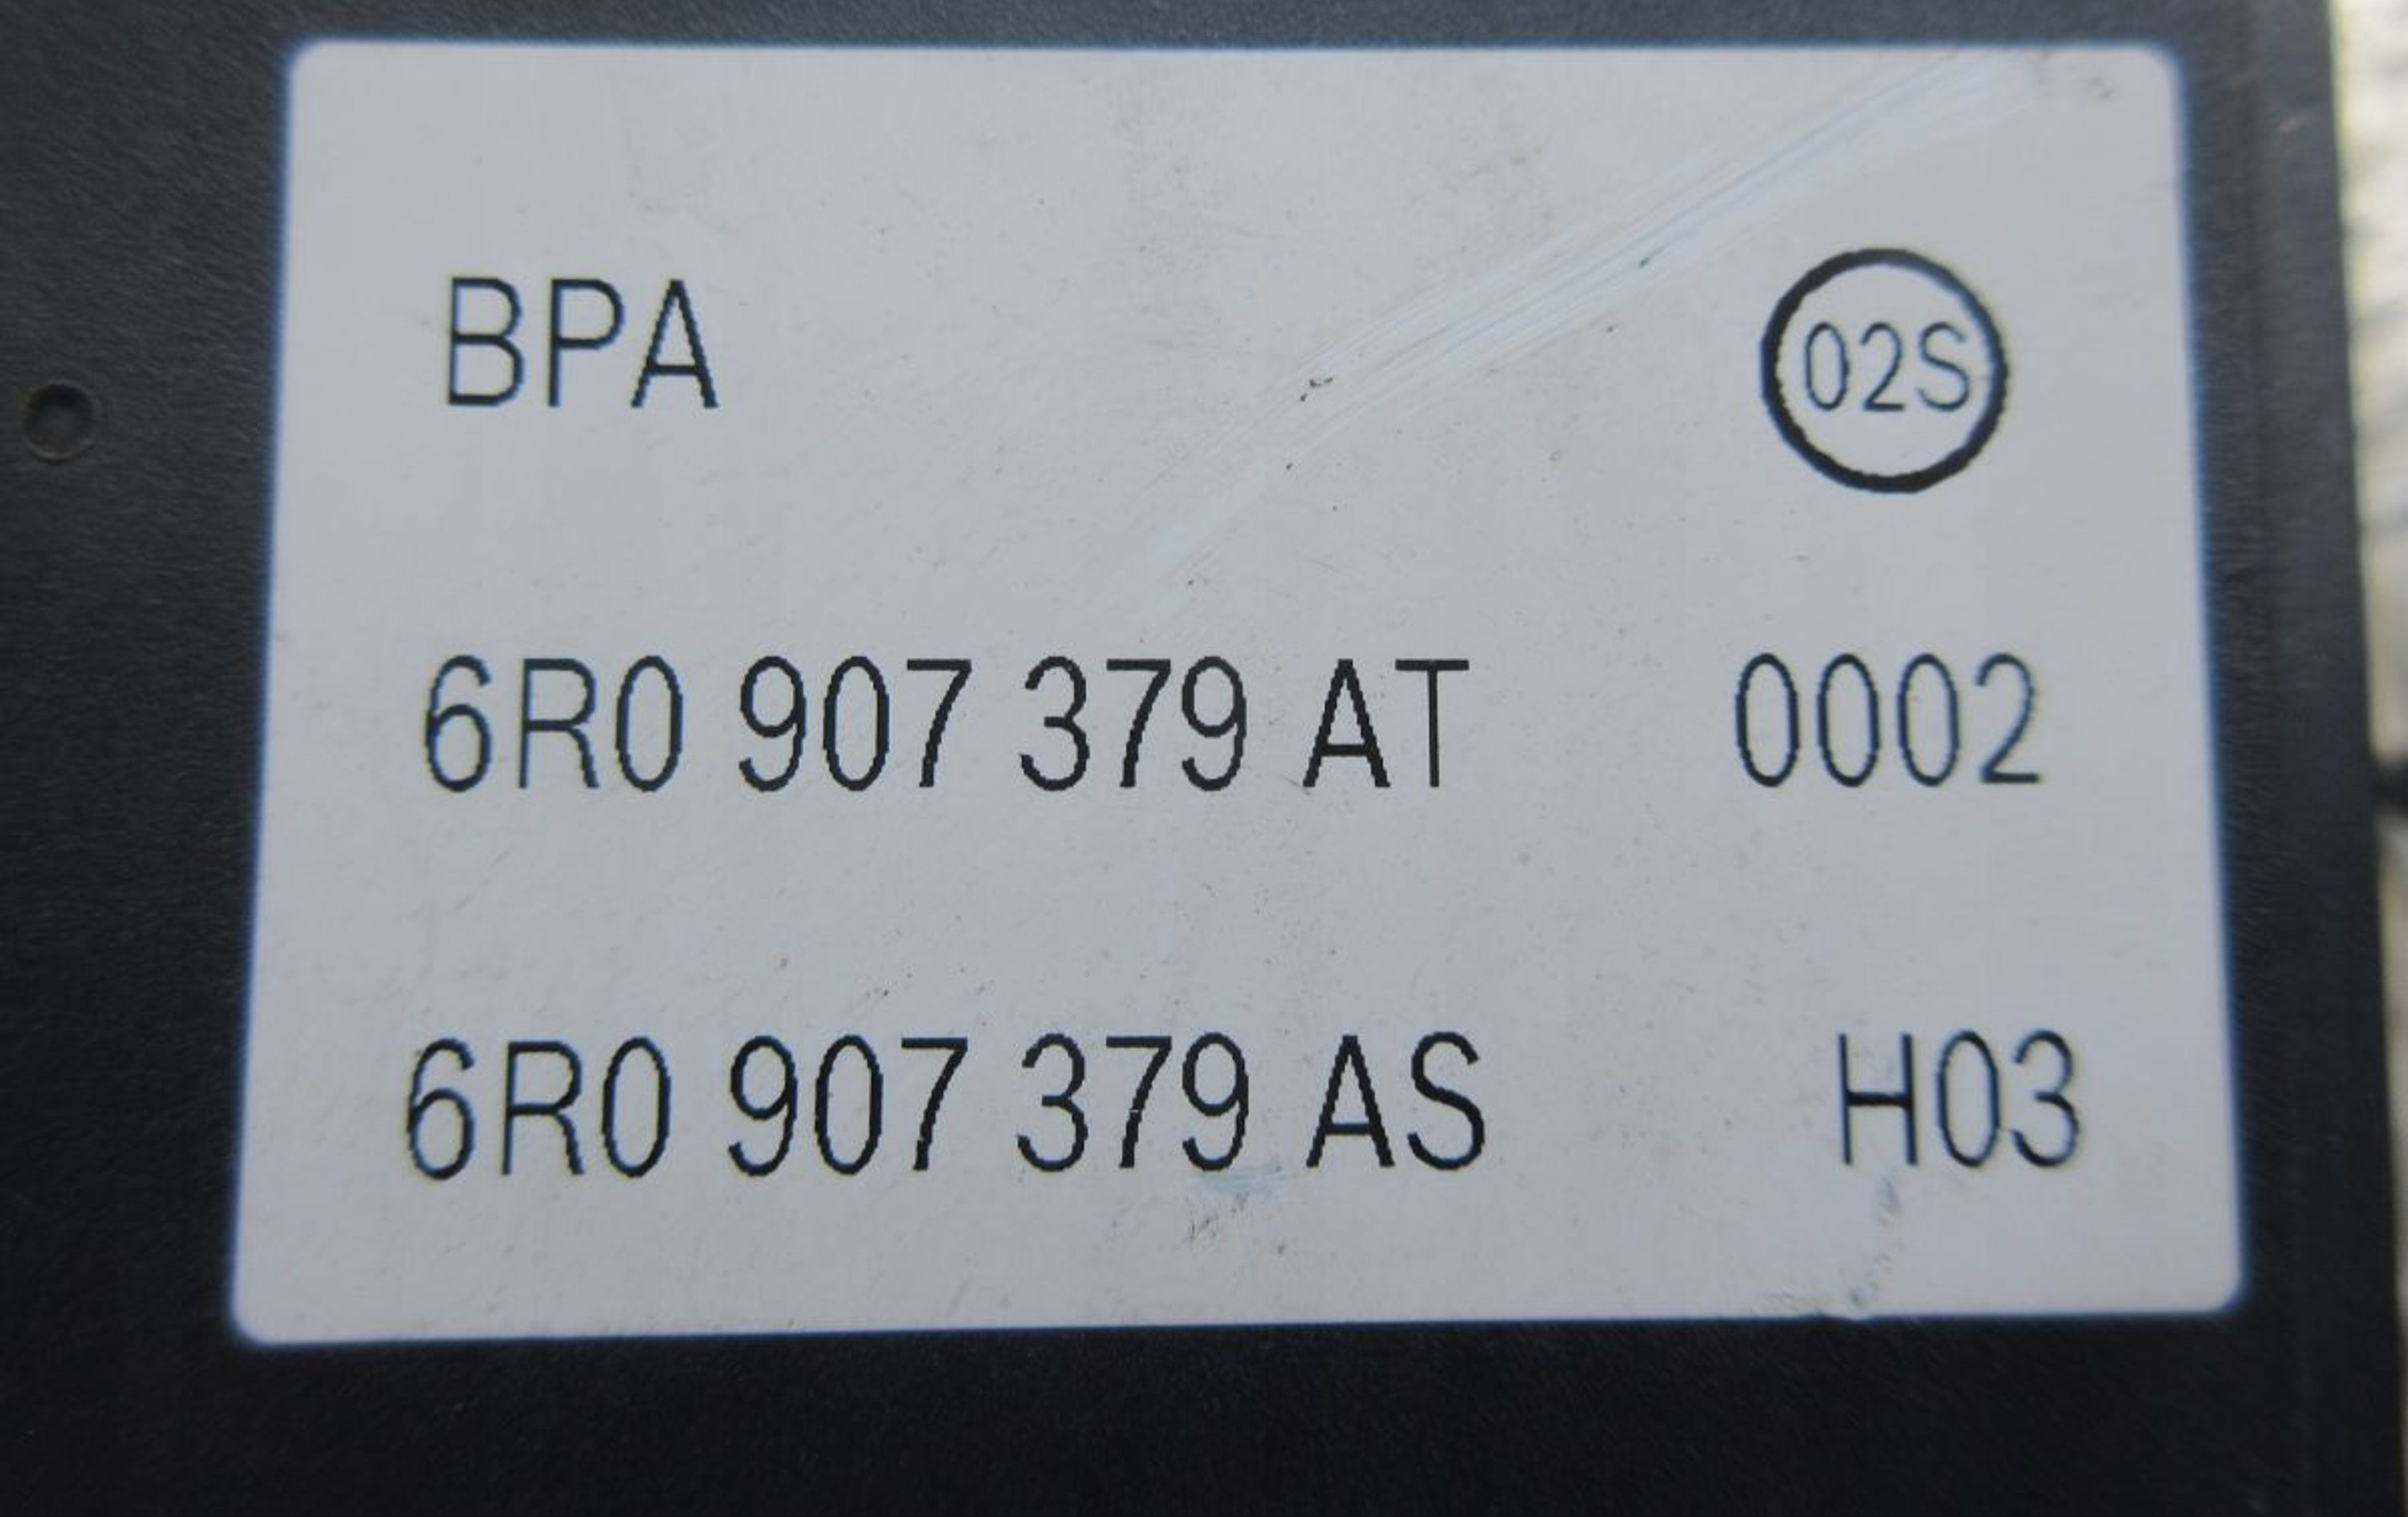 BPA 02S
6R0 907 379 AT 0002
6R0 907 379 AS H03